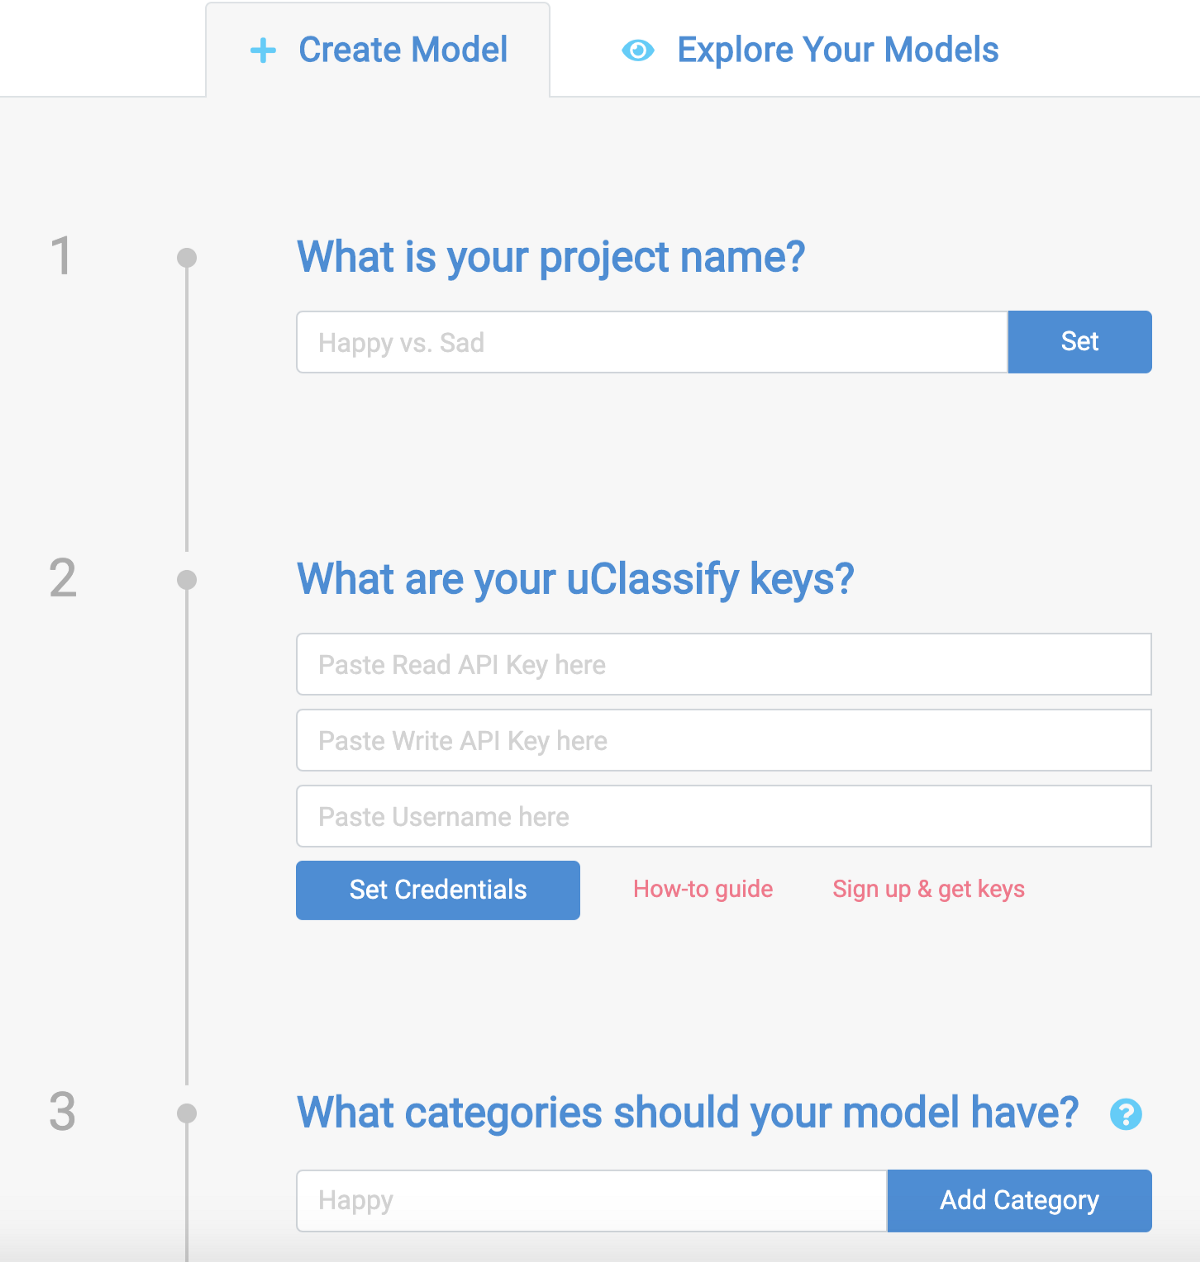 Create Model
Explore Your Models
1
What is your project name?
Happy vs. Sad
Set
2
What are your uClassify keys?
Paste Read API Key here
Paste Write API Key here
Paste Username here
Set Credentials
How-to guide
Sign up & get keys
3
What categories should your model have?
?
Happy
Add Category